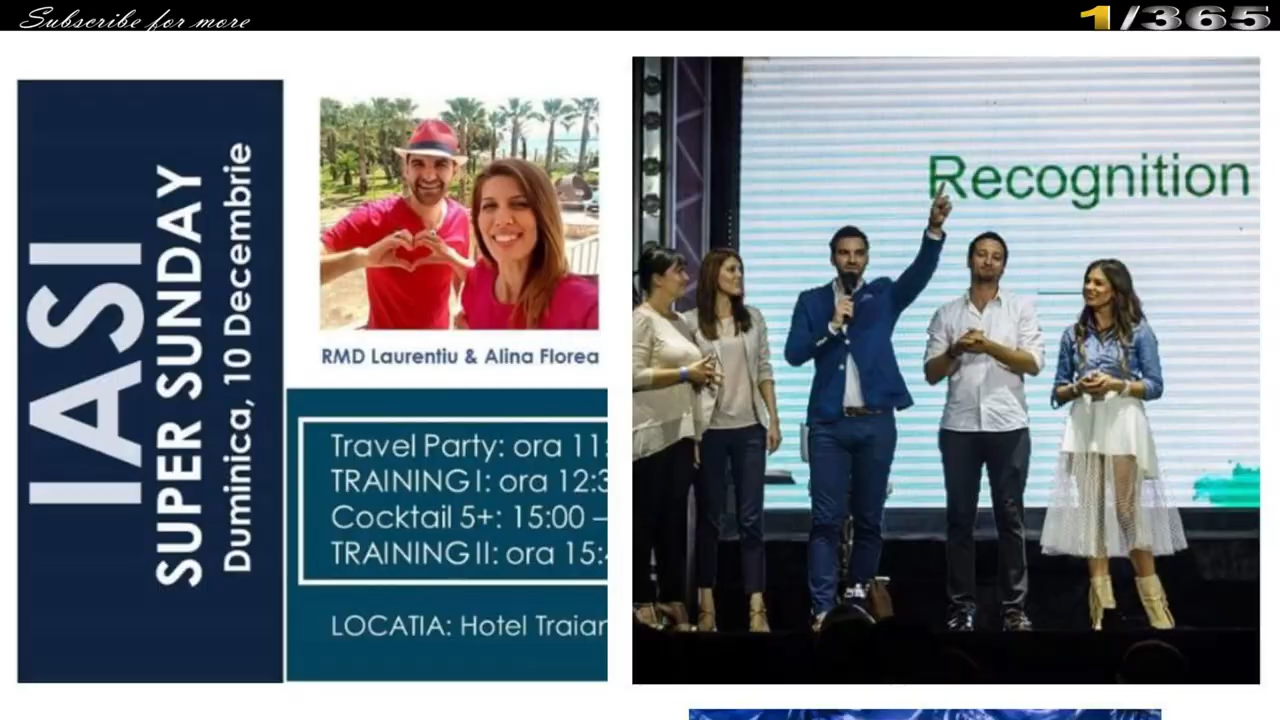 Subscribe for more
1/365
IASI
SUPER SUNDAY
Duminica, 10 Decembrie
RMD Laurentiu & Alina Florea
Travel Party: ora 11:
TRAINING I: ora 12:3
Cocktail 5+: 15:00 –
TRAINING II: ora 15:4
LOCATIA: Hotel Traian
Recognition